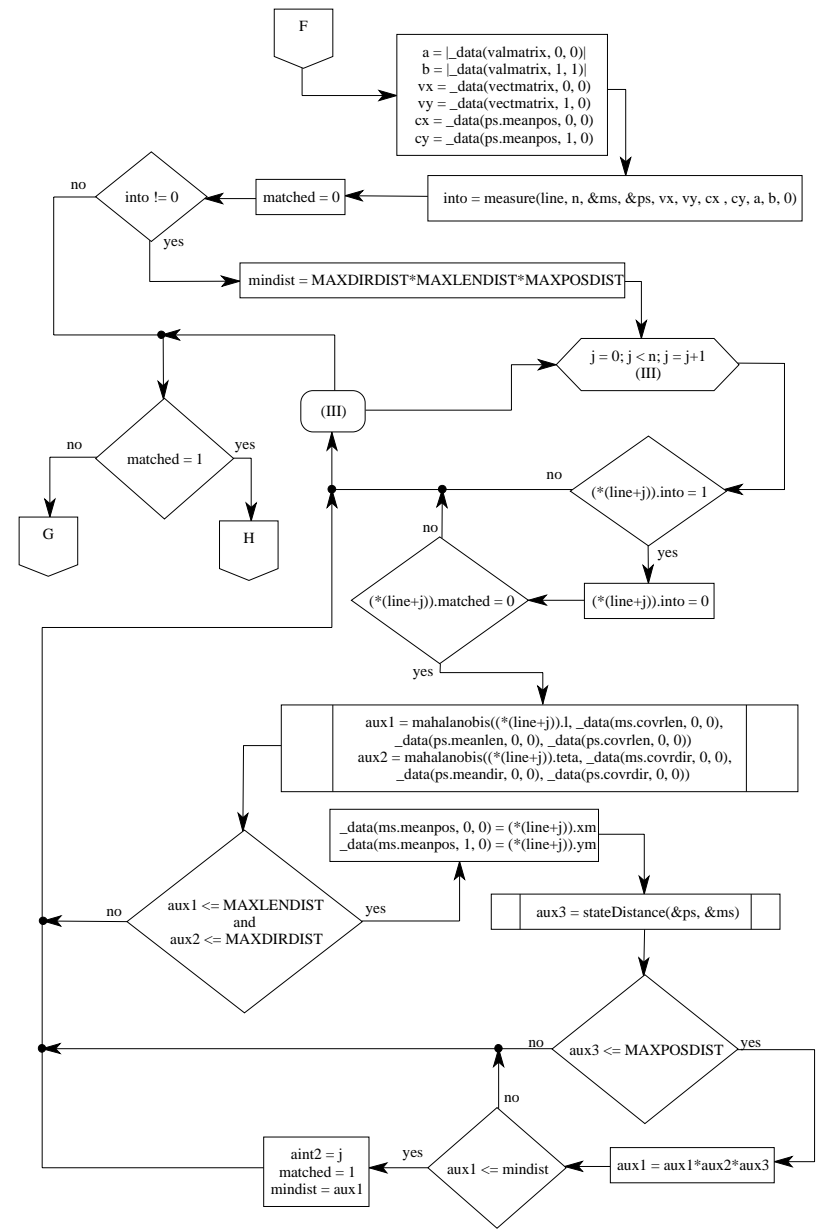 F
a = |_data(valmatrix, 0, 0)|
b = |_data(valmatrix, 1, 1)|
vx = _data(vectmatrix, 0, 0)
vy = _data(vectmatrix, 1, 0)
cx = _data(ps.meanpos, 0, 0)
cy = _data(ps.meanpos, 1, 0)
into = measure(line, n, &ms, &ps, vx, vy, cx , cy, a, b, 0)
matched = 0
into != 0
no
yes
mindist = MAXDIRDIST*MAXLENDIST*MAXPOSDIST
j = 0; j < n; j = j+1
(III)
(III)
matched = 1
no
yes
G
H
(*(line+j)).into = 1
no
yes
(*(line+j)).into = 0
(*(line+j)).matched = 0
no
yes
aux1 = mahalanobis((*(line+j)).l, _data(ms.covrlen, 0, 0),
_data(ps.meanlen, 0, 0), _data(ps.covrlen, 0, 0))
aux2 = mahalanobis((*(line+j)).teta, _data(ms.covrdir, 0, 0),
_data(ps.meandir, 0, 0), _data(ps.covrdir, 0, 0))
aux1 <= MAXLENDIST
and
aux2 <= MAXDIRDIST
no
yes
_data(ms.meanpos, 0, 0) = (*(line+j)).xm
_data(ms.meanpos, 1, 0) = (*(line+j)).ym
aux3 = stateDistance(&ps, &ms)
aux3 <= MAXPOSDIST
no
yes
aux1 = aux1*aux2*aux3
aux1 <= mindist
no
yes
aint2 = j
matched = 1
mindist = aux1